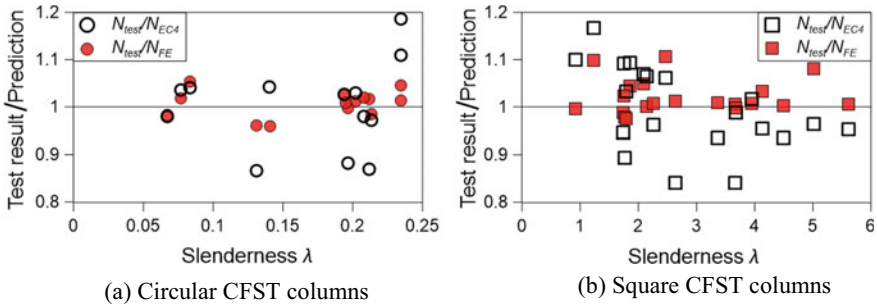 Test result/Prediction
1.2
1.1
1
0.9
0.8
N_test/N_EC4
N_test/N_FE
0 0.05 0.1 0.15 0.2 0.25
Slenderness λ
(a) Circular CFST columns
Test result/Prediction
1.2
1.1
1
0.9
0.8
N_test/N_EC4
N_test/N_FE
0 1 2 3 4 5 6
Slenderness λ
(b) Square CFST columns